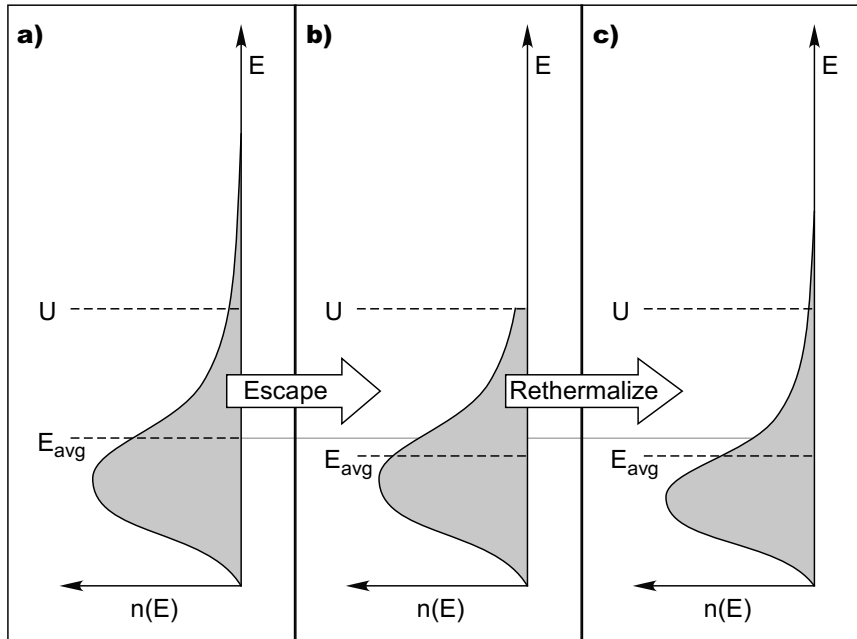 a)
E
U
E_avg
n(E)
Escape
b)
E
U
E_avg
n(E)
Rethermalize
c)
E
U
E_avg
n(E)